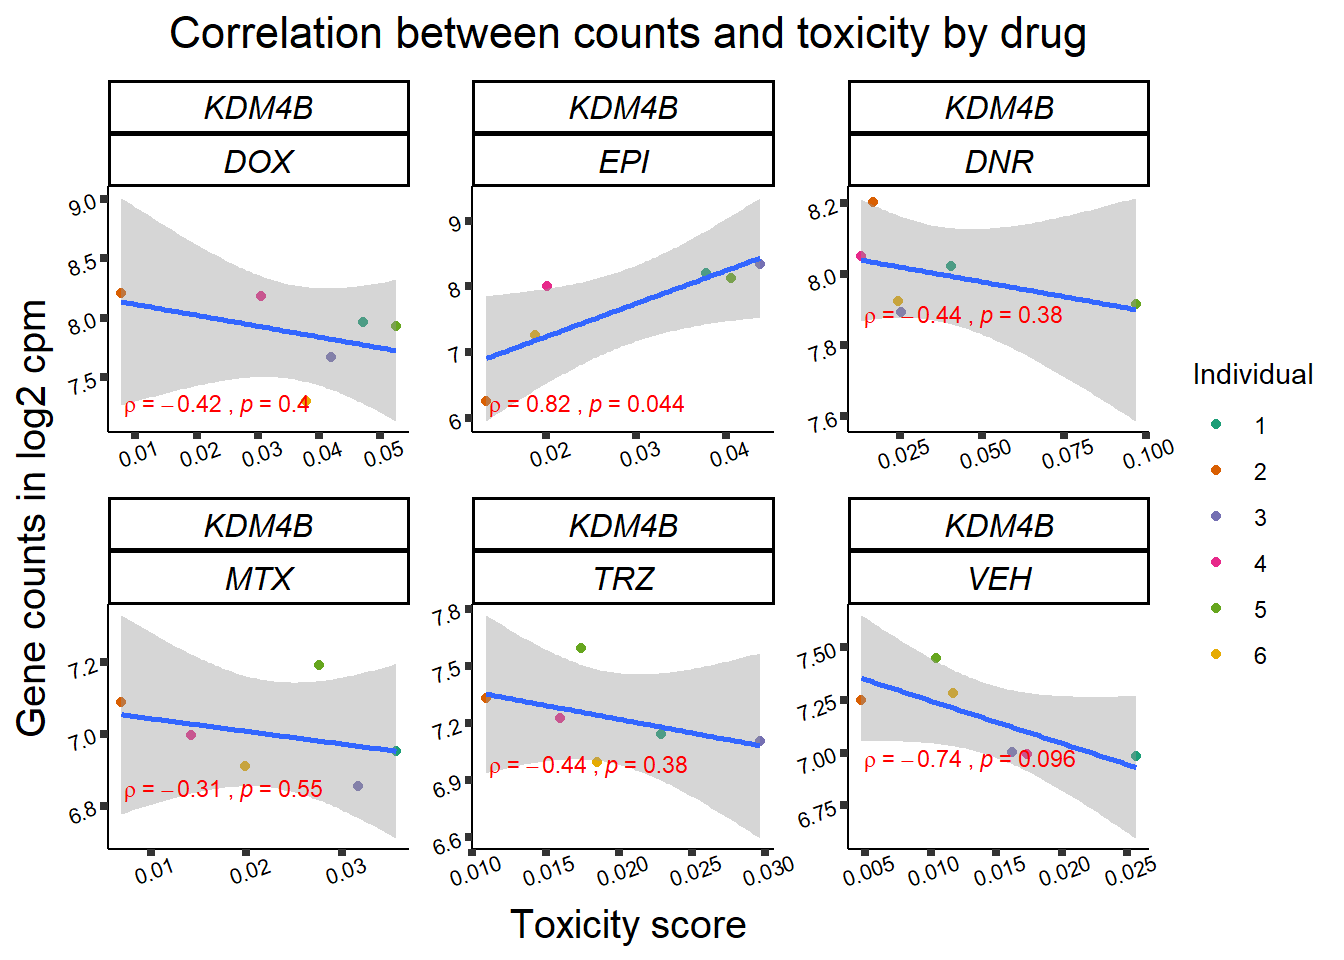 Correlation between counts and toxicity by drug
Gene counts in log2 cpm
KDM4B
DOX
9.0
8.5
8.0
7.5
ρ = −0.42 , p = 0.4
0.01 0.02 0.03 0.04 0.05
KDM4B
EPI
9
8
7
6
ρ = 0.82 , p = 0.044
0.02 0.03 0.04
KDM4B
DNR
8.2
8.0
7.8
7.6
ρ = −0.44 , p = 0.38
0.025 0.050 0.075 0.100
KDM4B
MTX
7.2
7.0
6.8
ρ = −0.31 , p = 0.55
0.01 0.02 0.03
KDM4B
TRZ
7.8
7.5
7.2
6.9
6.6
ρ = −0.44 , p = 0.38
0.010 0.015 0.020 0.025 0.030
KDM4B
VEH
7.50
7.25
7.00
6.75
ρ = −0.74 , p = 0.096
0.005 0.010 0.015 0.020 0.025
Toxicity score
Individual
1
2
3
4
5
6